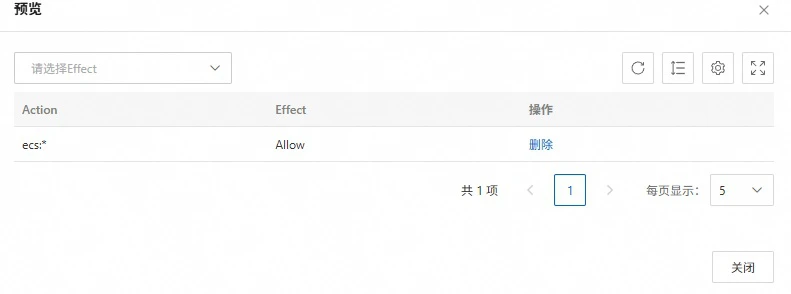 预览
请选择Effect
Action Effect 操作
ecs:* Allow 删除
共 1 项 1 每页显示： 5
关闭